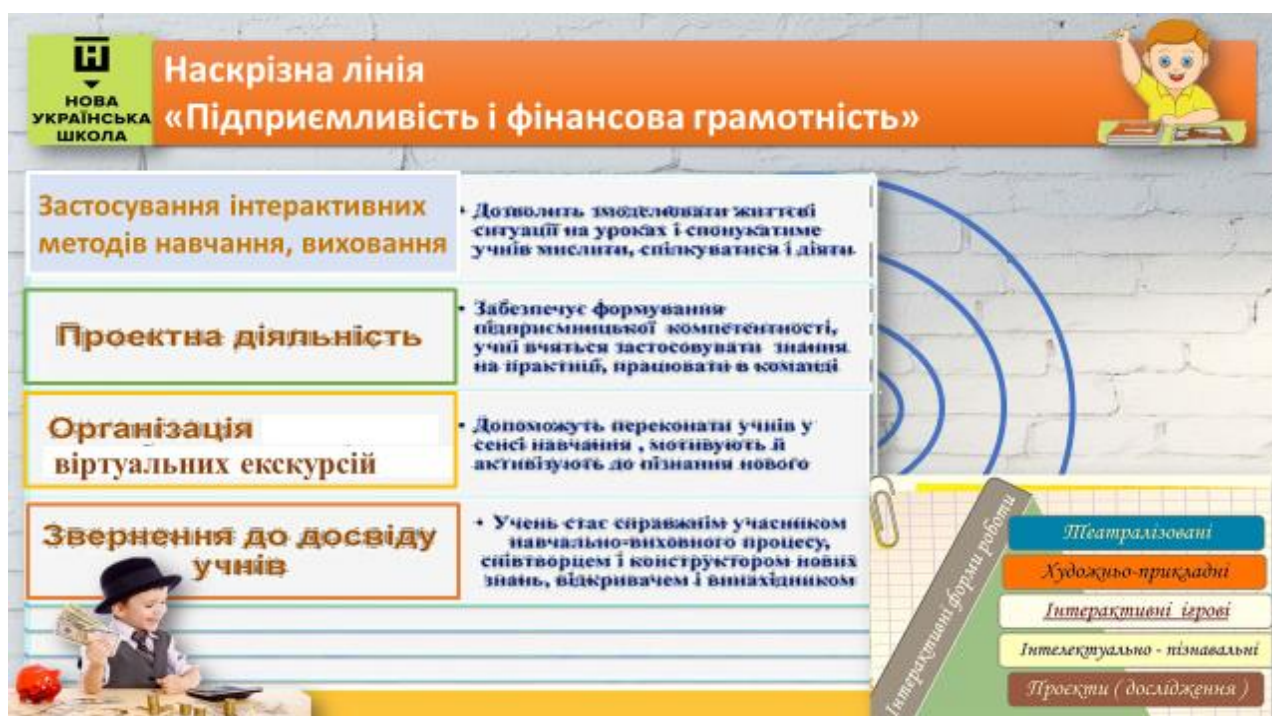 НОВА
УКРАЇНСЬКА
ШКОЛА
Наскрізна лінія
«Підприємливість і фінансова грамотність»
Застосування інтерактивних
методів навчання, виховання
• Дозволить змоделювати життєві
ситуації на уроках і спонукатиме
учнів мислити, спілкуватися і діяти
Проектна діяльність
• Забезпечує формування
підприємницької компетентності,
учні вчяться застосовувати знання
на практиці, працювати в команді
Організація
віртуальних екскурсій
• Допоможуть переконати учнів у
сенсі навчання , мотивують й
активізують до пізнання нового
Звернення до досвіду
учнів
• Учень стає справжнім учасником
навчально-виховного процесу,
співтворцем і конструктором нових
знань, відкривачем і винахідником
Інтерактивні форми роботи
Театралізовані
Художньо-прикладні
Інтерактивні ігрові
Інтелектуально - пізнавальні
Проєкти ( дослідження )